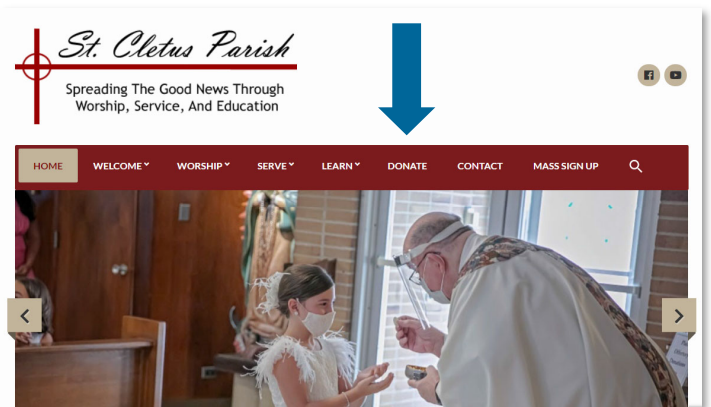 St. Cletus Parish
Spreading The Good News Through
Worship, Service, And Education
HOME WELCOME WORSHIP SERVE LEARN DONATE CONTACT MASS SIGN UP